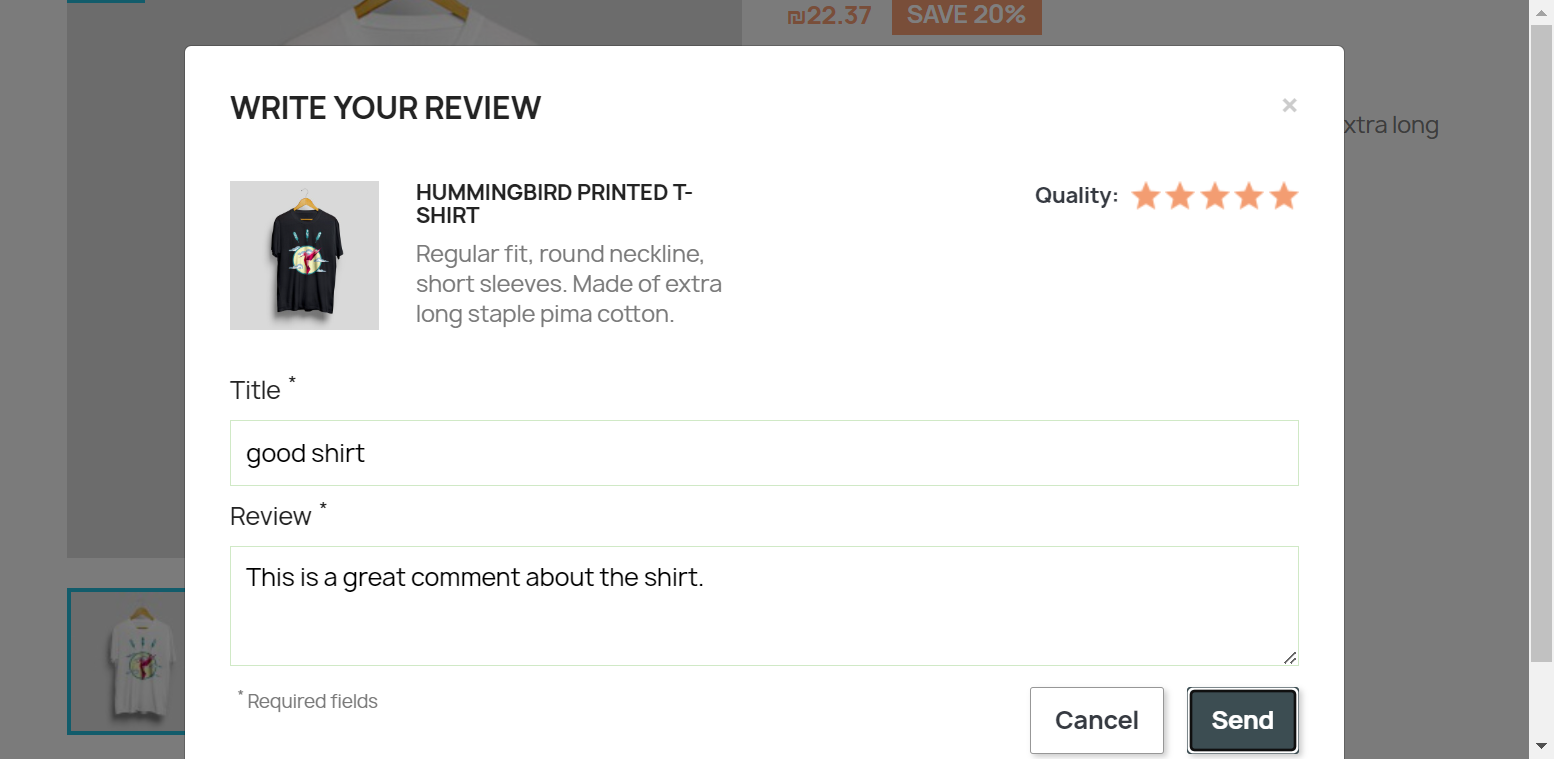 ₪22.37 SAVE 20%
WRITE YOUR REVIEW ×
xtra long
HUMMINGBIRD PRINTED T-
SHIRT
Quality:
Regular fit, round neckline,
short sleeves. Made of extra
long staple pima cotton.
Title *
good shirt
Review *
This is a great comment about the shirt.
* Required fields
Cancel Send